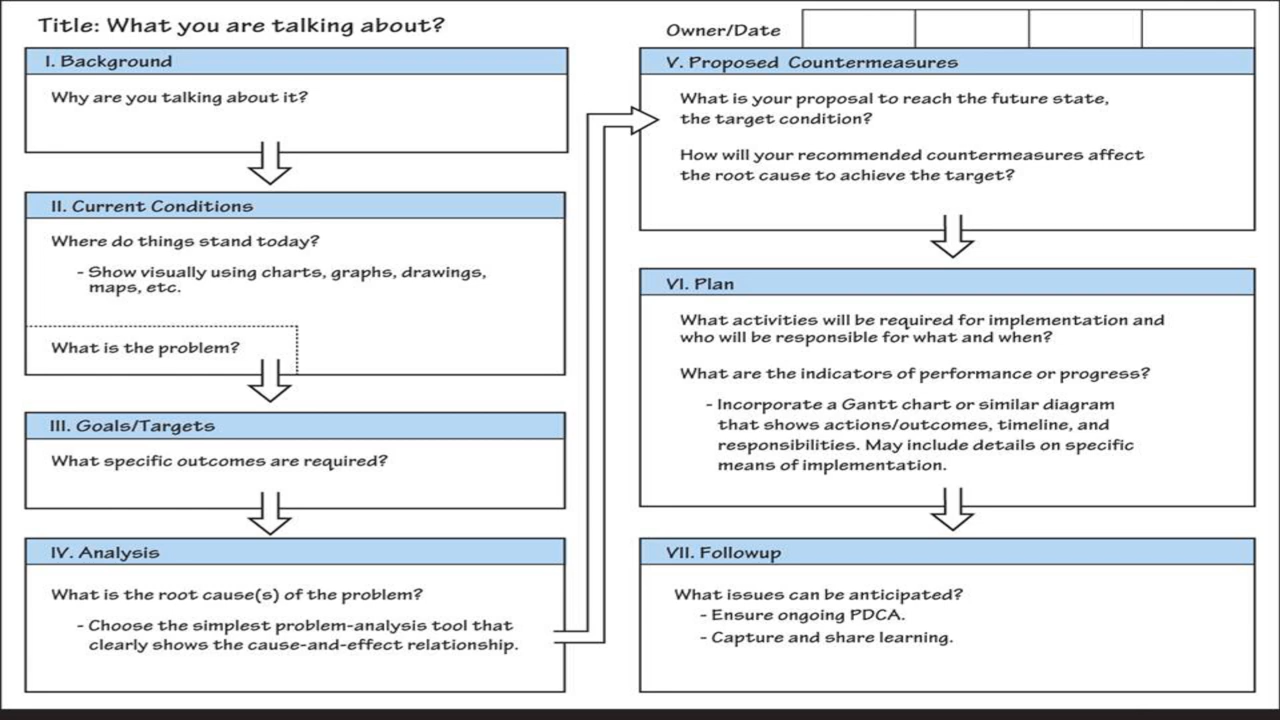 Title: What you are talking about?
I. Background
Why are you talking about it?
II. Current Conditions
Where do things stand today?
- Show visually using charts, graphs, drawings,
maps, etc.
What is the problem?
III. Goals/Targets
What specific outcomes are required?
IV. Analysis
What is the root cause(s) of the problem?
- Choose the simplest problem-analysis tool that
clearly shows the cause-and-effect relationship.
Owner/Date
V. Proposed Countermeasures
What is your proposal to reach the future state,
the target condition?
How will your recommended countermeasures affect
the root cause to achieve the target?
VI. Plan
What activities will be required for implementation and
who will be responsible for what and when?
What are the indicators of performance or progress?
- Incorporate a Gantt chart or similar diagram
that shows actions/outcomes, timeline, and
responsibilities. May include details on specific
means of implementation.
VII. Followup
What issues can be anticipated?
- Ensure ongoing PDCA.
- Capture and share learning.